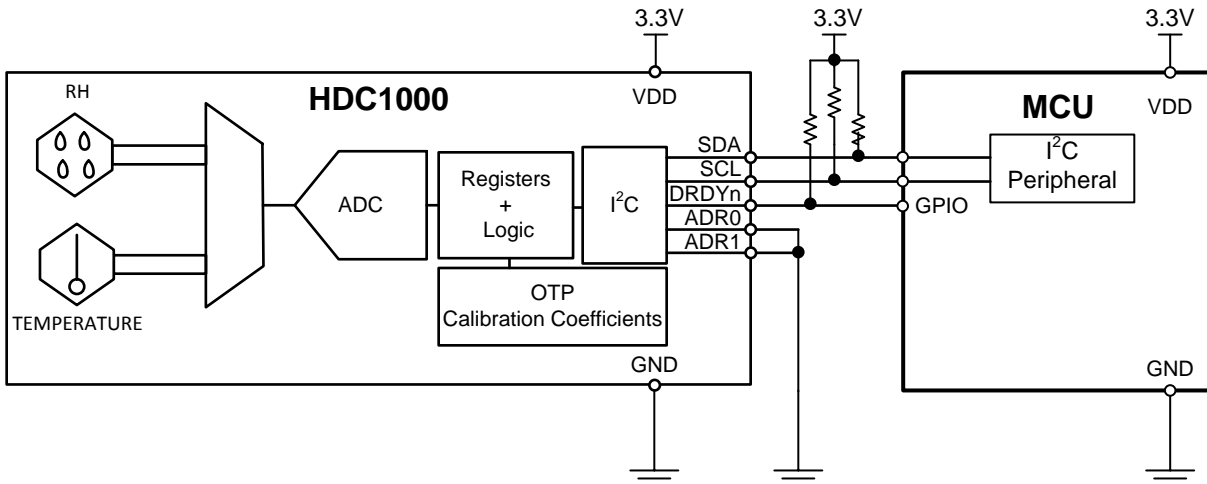 3.3V
3.3V
3.3V
RH
HDC1000
VDD
MCU
VDD
SDA
SCL
DRDYn
ADR0
ADR1
I²C
Peripheral
GPIO
ADC
Registers
+
Logic
I²C
OTP
Calibration Coefficients
TEMPERATURE
GND
GND